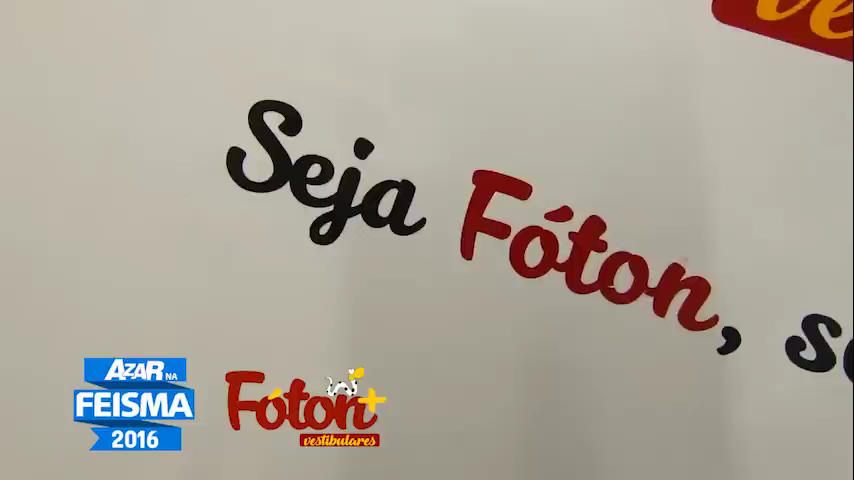 Seja Fóton,
AZAR NA
FEISMA
2016
Fóton+
vestibulares